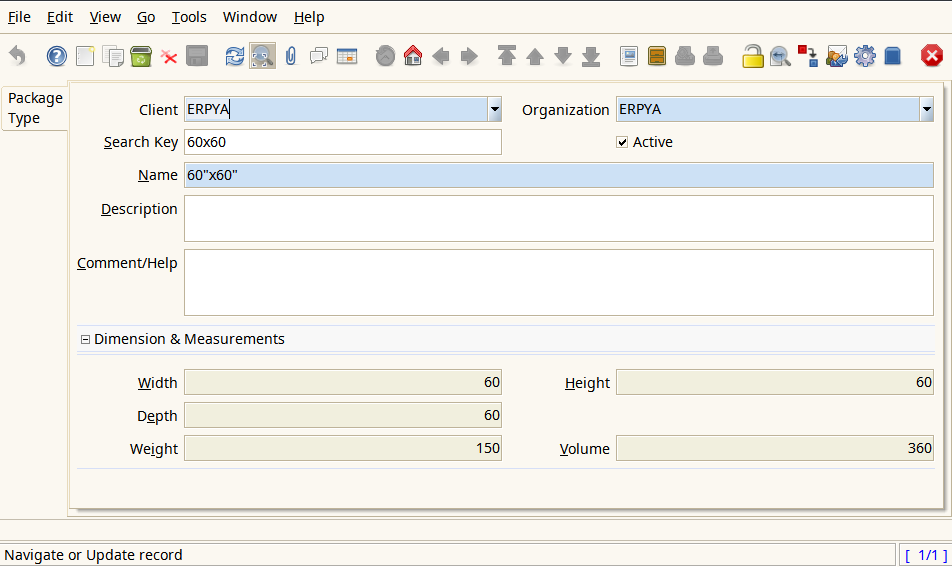 File Edit View Go Tools Window Help
Package
Type
Client ERPYA Organization ERPYA
Search Key 60x60 Active
Name 60"x60"
Description
Comment/Help
Dimension & Measurements
Width 60 Height 60
Depth 60
Weight 150 Volume 360
Navigate or Update record [ 1/1 ]